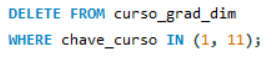 DELETE FROM curso_grad_dim
WHERE chave_curso IN (1, 11);